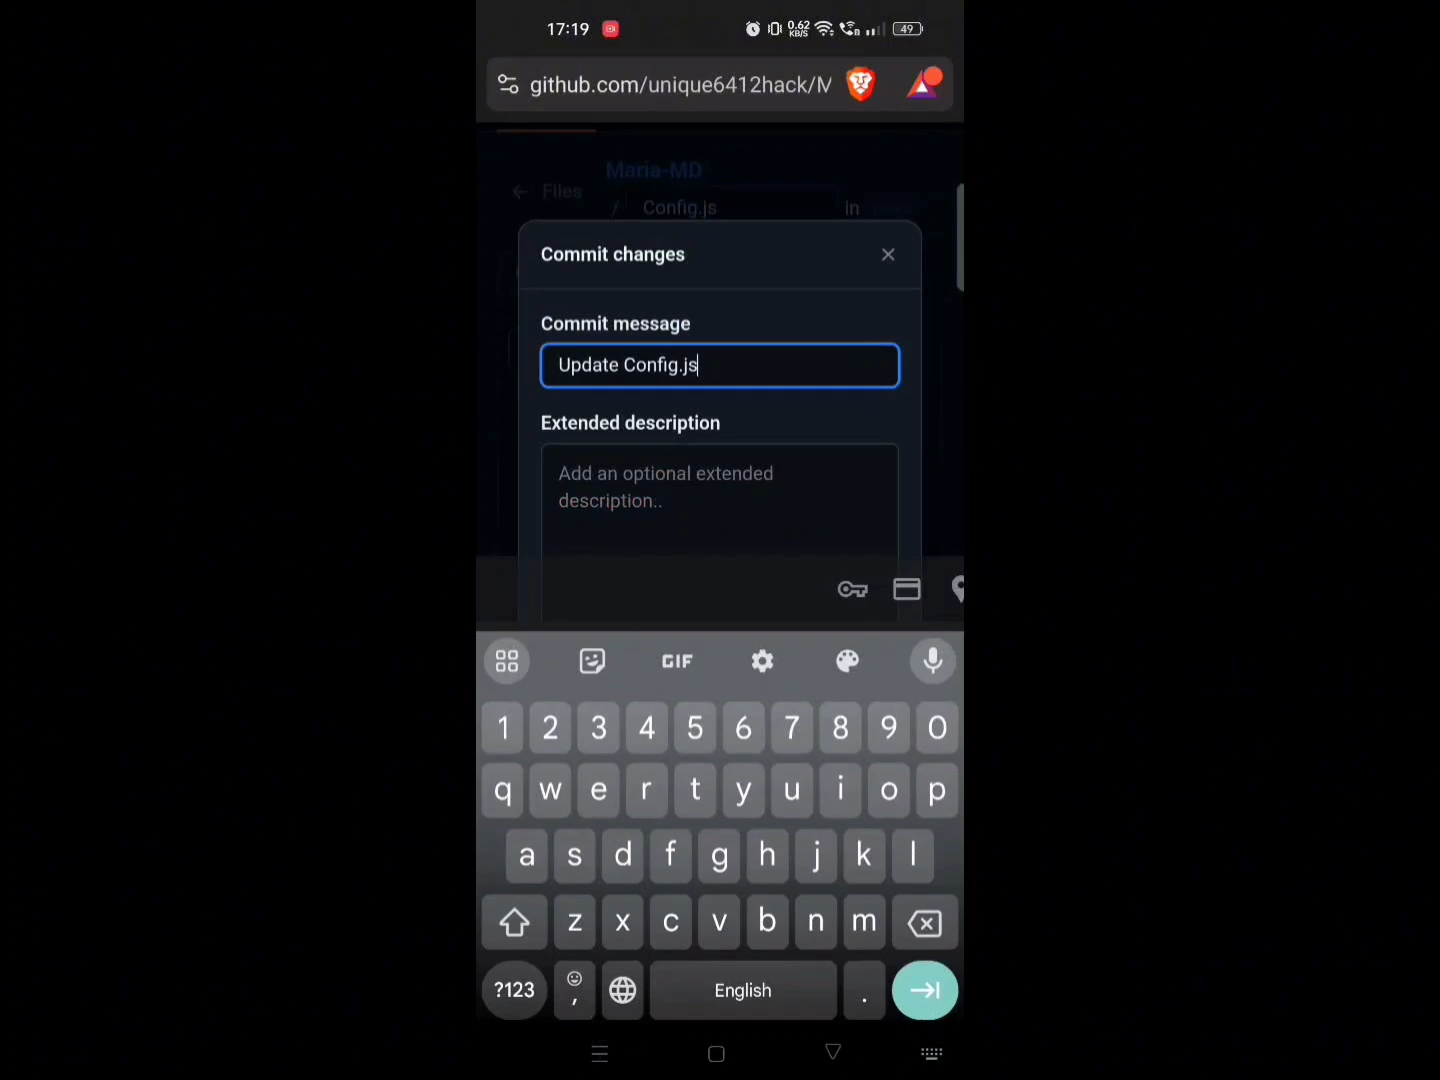 17:19 0.62 KB/S 49
github.com/unique6412hack/M
Maria-MD
Files
/ Config.js in
Commit changes
Commit message
Update Config.js
Extended description
Add an optional extended
description..
GIF
1 2 3 4 5 6 7 8 9 0
q w e r t y u i o p
a s d f g h j k l
z x c v b n m
?123 , English .